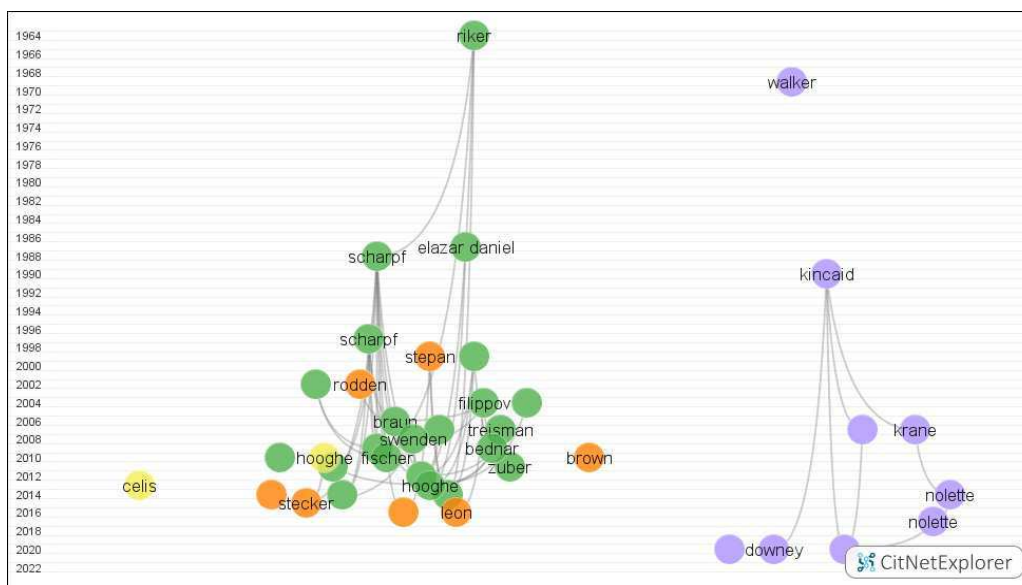 1964
riker
1966
1968
walker
1970
1972
1974
1976
1978
1980
1982
1984
1986
elazar daniel
1988
scharpf
1990
kincaid
1992
1994
1996
scharpf
1998
stepan
2000
2002
rodden
2004
filippov
2006
braun
treisman
krane
2008
swenden
bednar
2010
hooghe
fischer
zuber
brown
2012
celis
hooghe
2014
nolette
stecker
2016
leon
nolette
2018
2020
downey
2022
CitNetExplorer